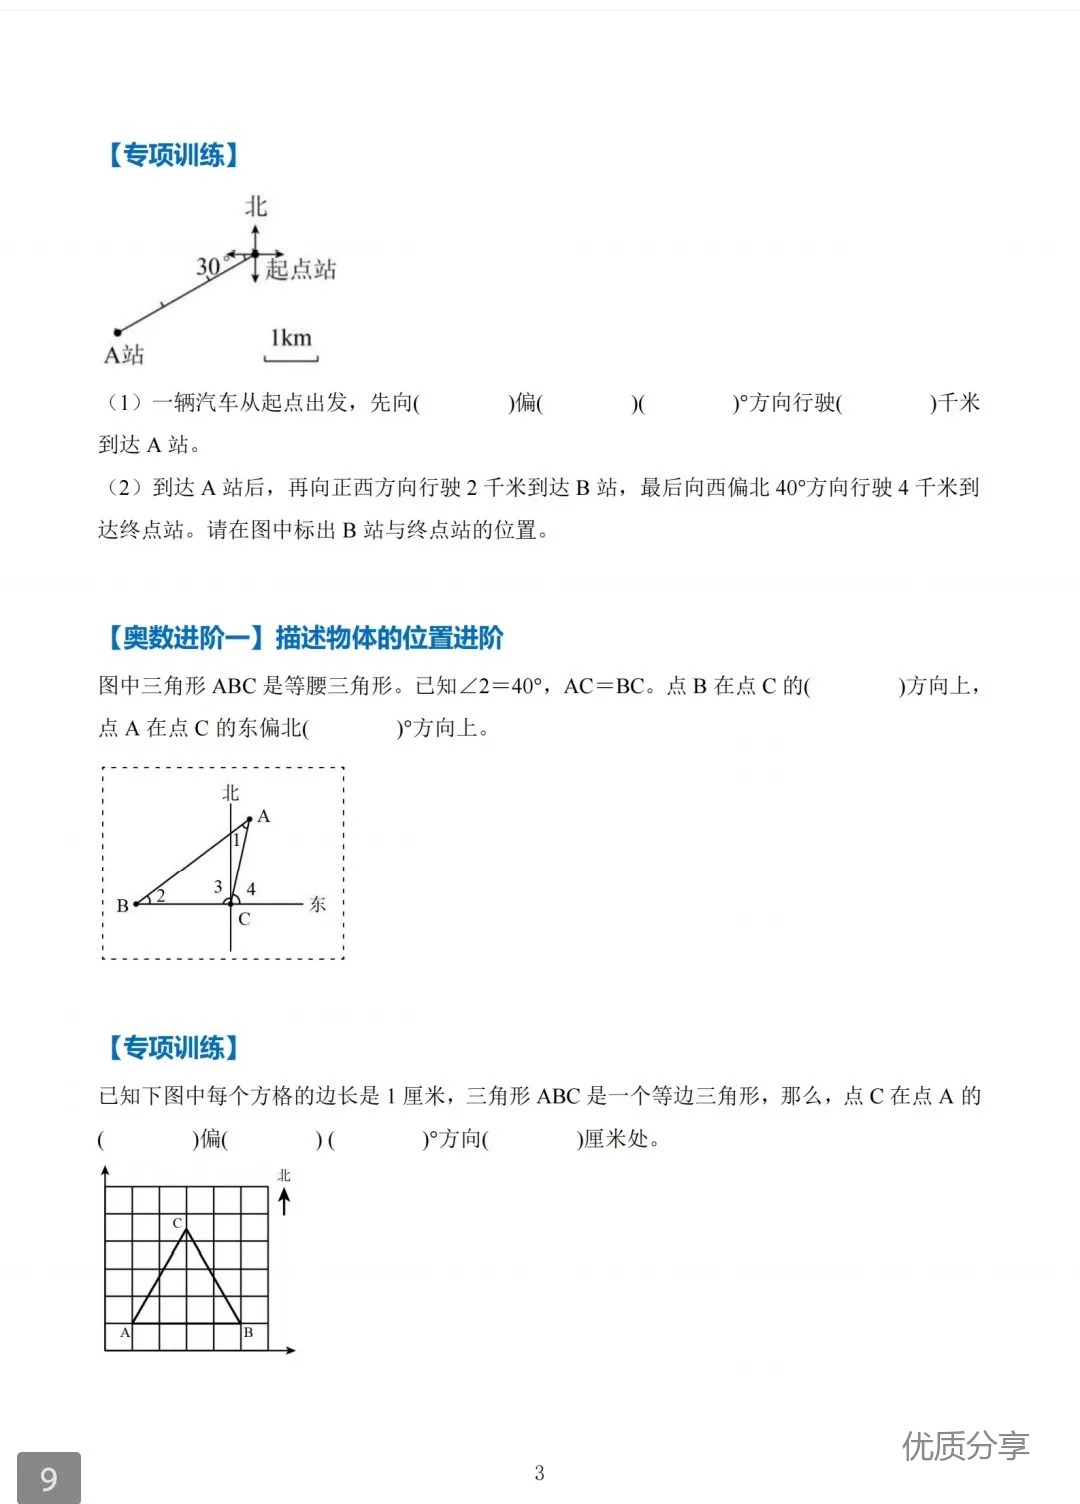 【专项训练】
北
30°
起点站
1km
A站
（1）一辆汽车从起点出发，先向( )偏( )( )°方向行驶( )千米
到达 A 站。
（2）到达 A 站后，再向正西方向行驶 2 千米到达 B 站，最后向西偏北 40°方向行驶 4 千米到
达终点站。请在图中标出 B 站与终点站的位置。
【奥数进阶一】描述物体的位置进阶
图中三角形 ABC 是等腰三角形。已知∠2＝40°，AC＝BC。点 B 在点 C 的( )方向上，
点 A 在点 C 的东偏北( )°方向上。
北
A
1
3 4
B 2 东
C
【专项训练】
已知下图中每个方格的边长是 1 厘米，三角形 ABC 是一个等边三角形，那么，点 C 在点 A 的
( )偏( ) ( )°方向( )厘米处。
北
C
A B
优质分享
3
9